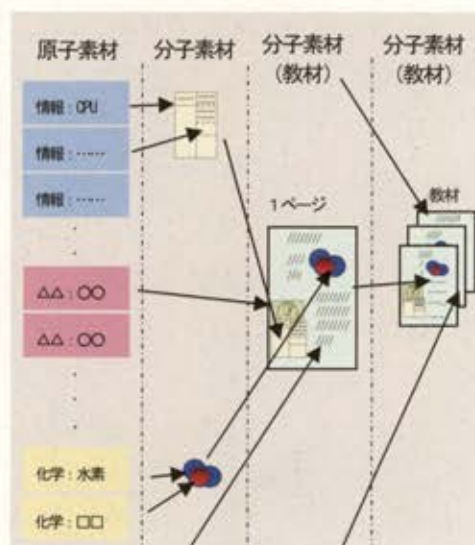 原子素材
分子素材
分子素材
（教材）
分子素材
（教材）
情報：CPU
情報：……
情報：……
1ページ
教材
△△：○○
△△：○○
化学：水素
化学：□□